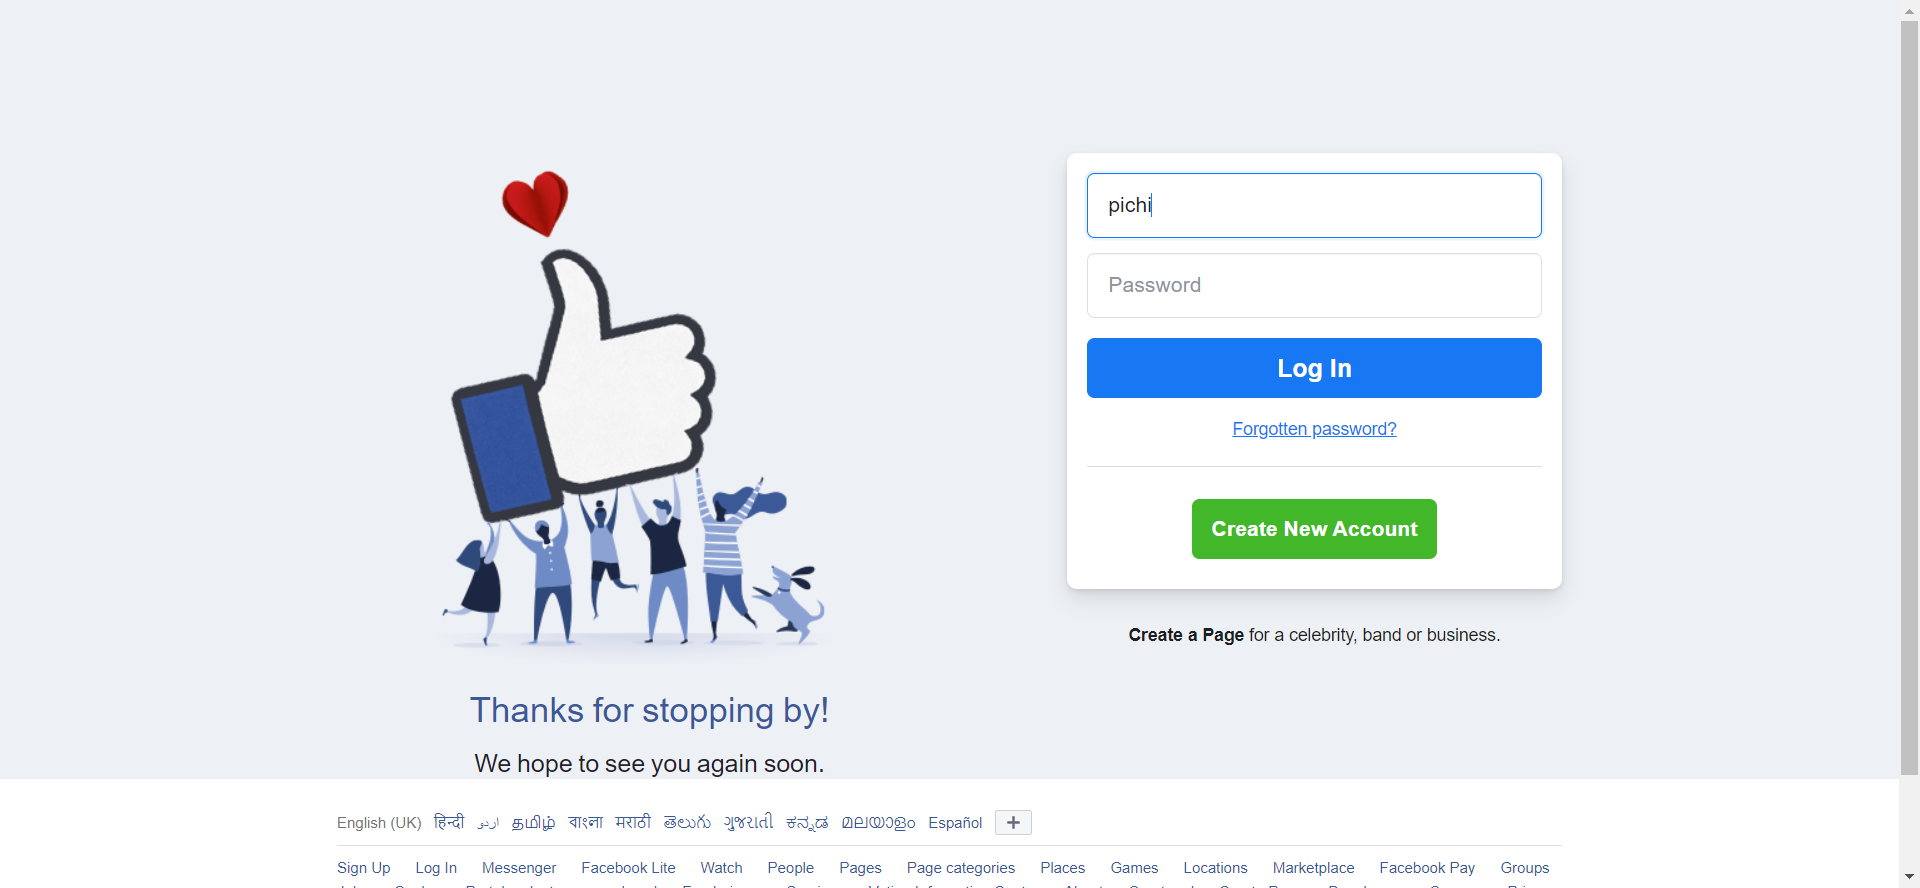 pichi
Password
Log In
Forgotten password?
Create New Account
Create a Page for a celebrity, band or business.
Thanks for stopping by!
We hope to see you again soon.
English (UK) हिन्दी اردو தமிழ் বাংলা मराठी తెలుగు ગુજરાતી ಕನ್ನಡ മലയാളം Español
Sign Up Log In Messenger Facebook Lite Watch People Pages Page categories Places Games Locations Marketplace Facebook Pay Groups